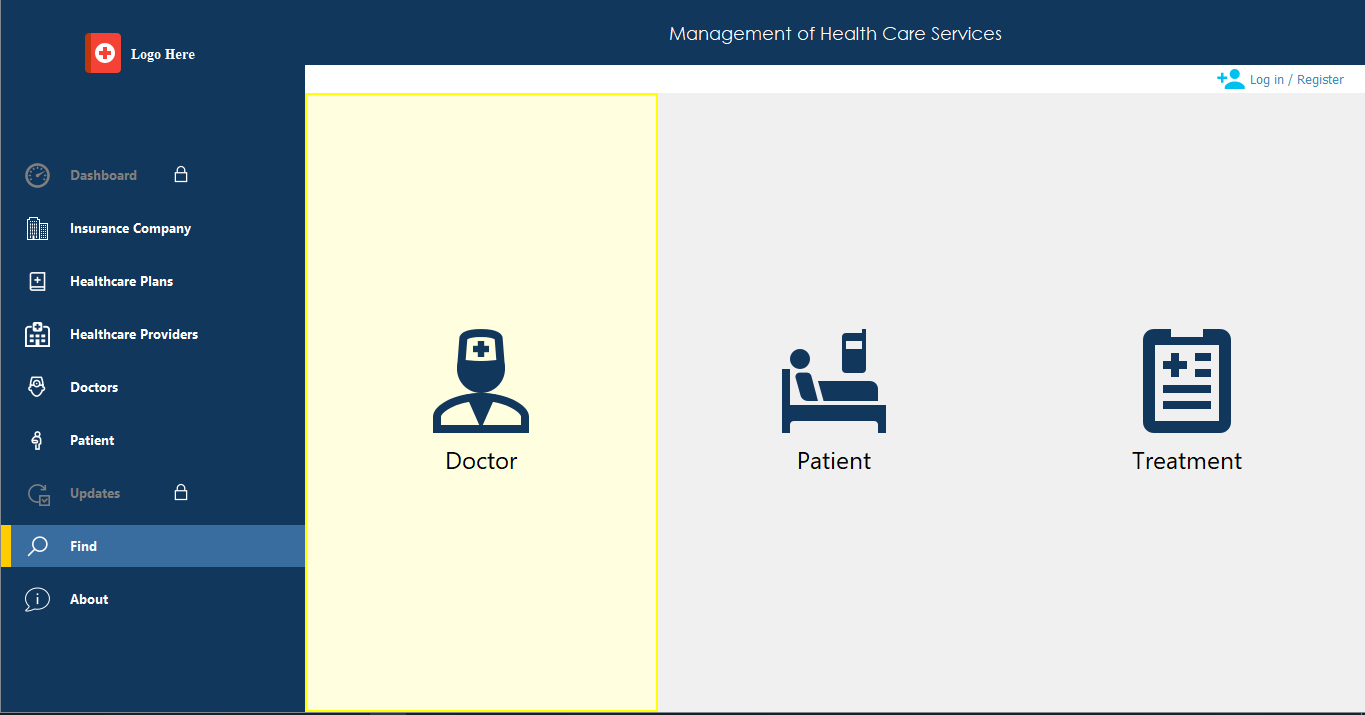 Logo Here
Management of Health Care Services
Log in / Register
Dashboard
Insurance Company
Healthcare Plans
Healthcare Providers
Doctors
Patient
Updates
Find
About
Doctor
Patient
Treatment